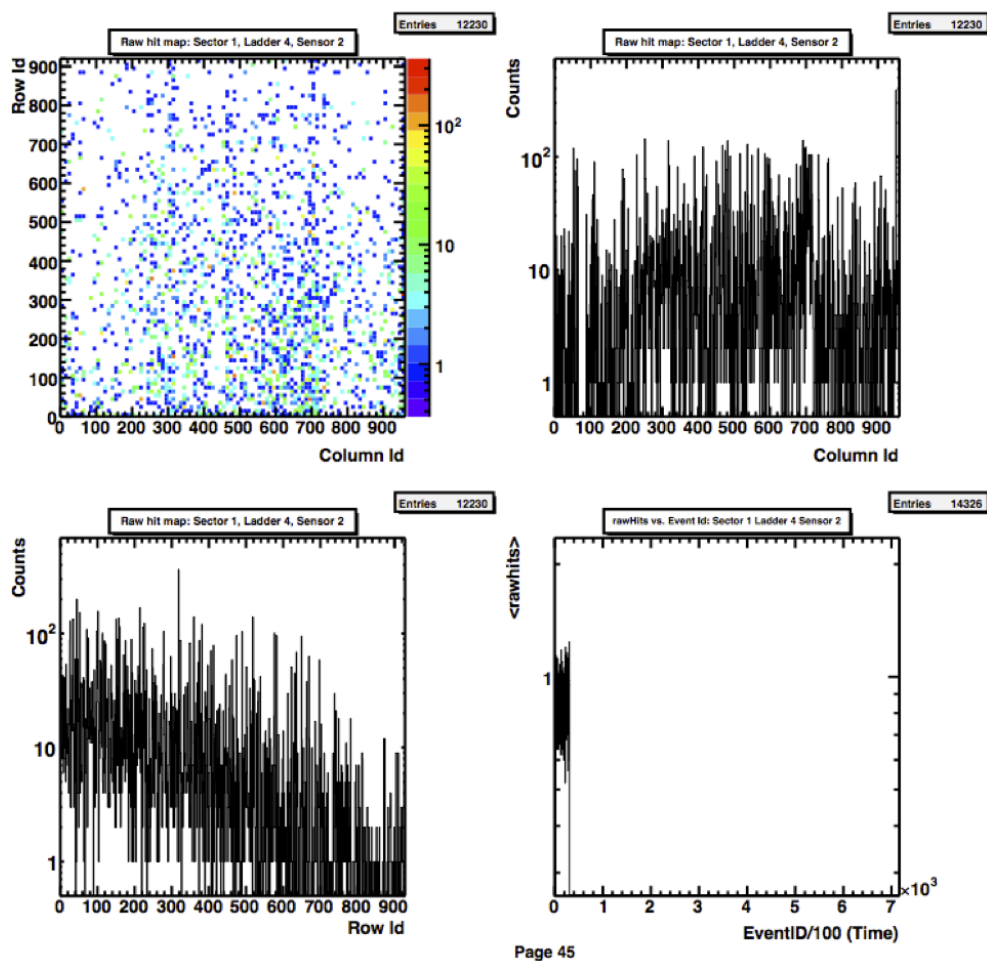 Entries 12230
Raw hit map: Sector 1, Ladder 4, Sensor 2
Row Id
900
800
700
600
500
400
300
200
100
0
10²
10
1
0 100 200 300 400 500 600 700 800 900
Column Id
Entries 12230
Raw hit map: Sector 1, Ladder 4, Sensor 2
Counts
10²
10
1
0 100 200 300 400 500 600 700 800 900
Column Id
Entries 12230
Raw hit map: Sector 1, Ladder 4, Sensor 2
Counts
10²
10
1
0 100 200 300 400 500 600 700 800 900
Row Id
Entries 14326
rawHits vs. Event Id: Sector 1 Ladder 4 Sensor 2
<rawhits>
1
×10³
0 1 2 3 4 5 6 7
EventID/100 (Time)
Page 45